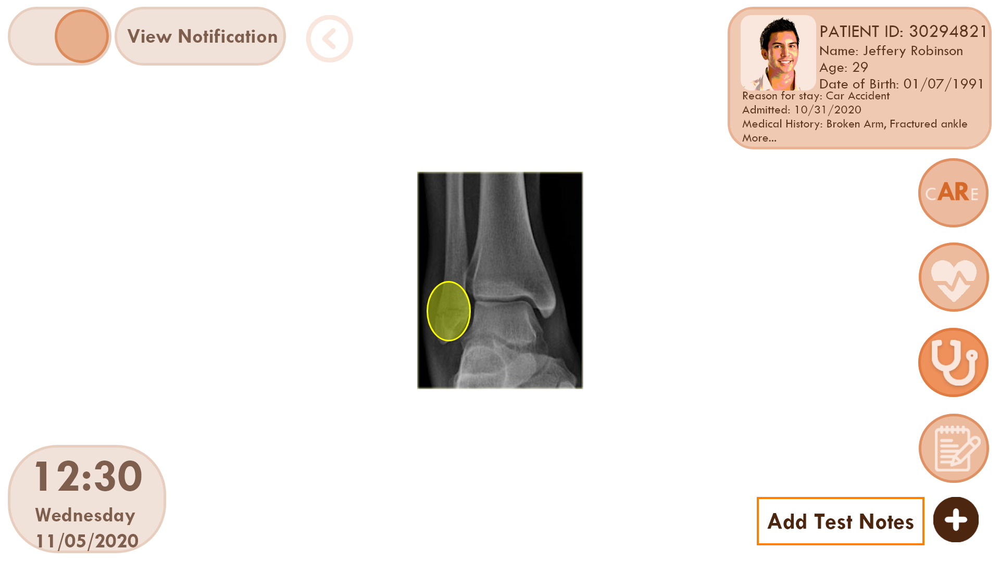 View Notification
PATIENT ID: 30294821
Name: Jeffery Robinson
Age: 29
Date of Birth: 01/07/1991
Reason for stay: Car Accident
Admitted: 10/31/2020
Medical History: Broken Arm, Fractured ankle
More...
CARE
12:30
Wednesday
11/05/2020
Add Test Notes